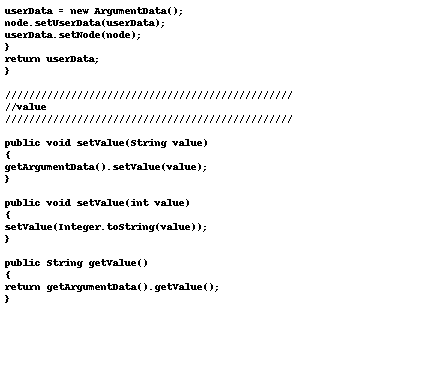 userData = new ArgumentData();
node.setUserData(userData);
userData.setNode(node);
}
return userData;
}
////////////////////////////////////////////////
//value
////////////////////////////////////////////////
public void setValue(String value)
{
getArgumentData().setValue(value);
}
public void setValue(int value)
{
setValue(Integer.toString(value));
}
public String getValue()
{
return getArgumentData().getValue();
}